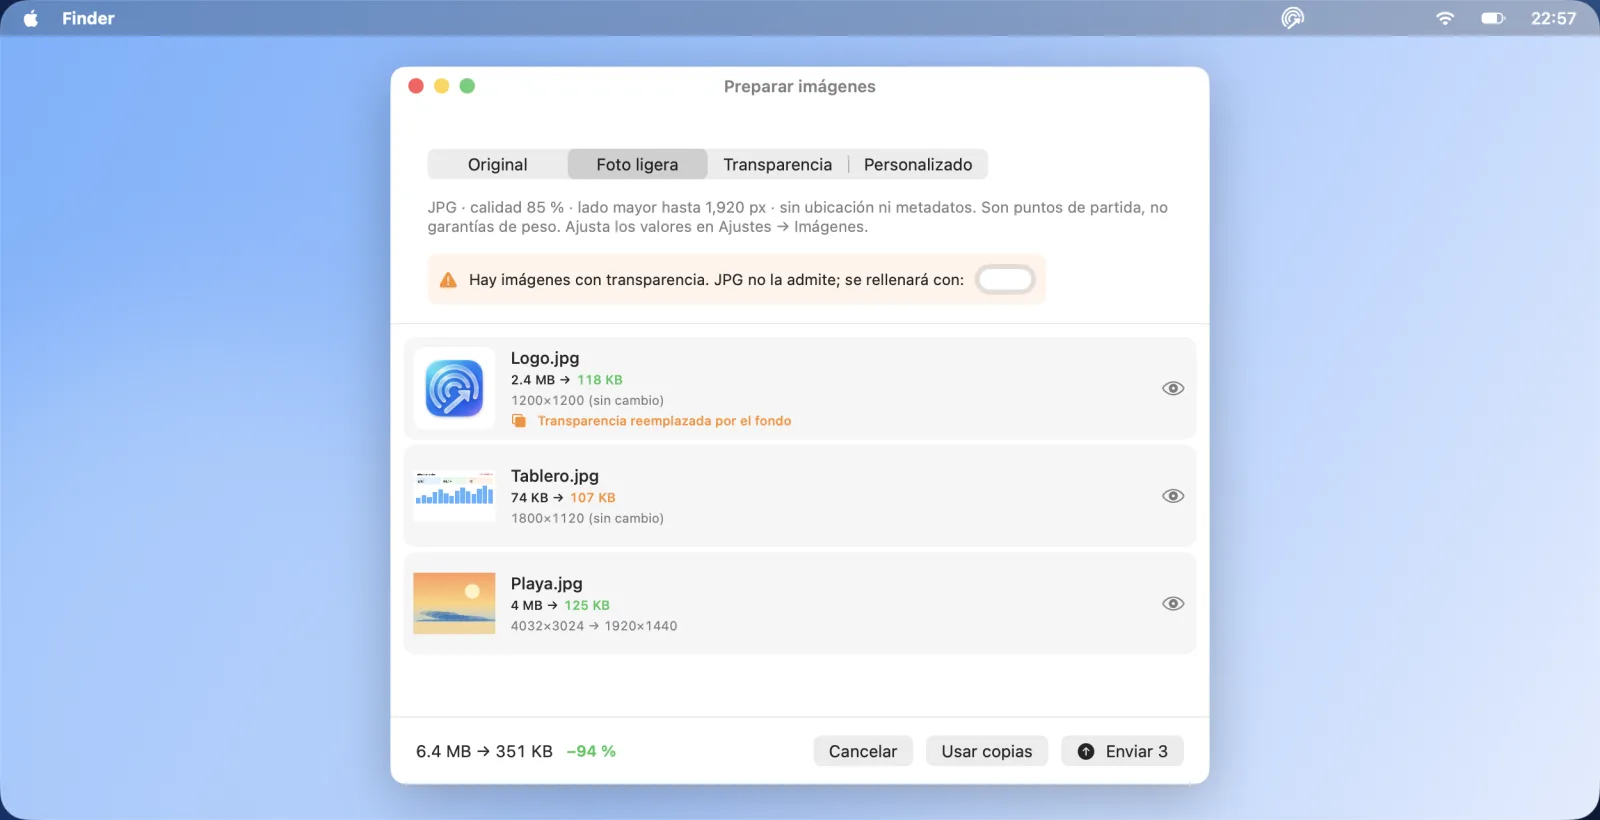 Finder
22:57
Preparar imágenes
Original
Foto ligera
Transparencia
Personalizado
JPG · calidad 85 % · lado mayor hasta 1,920 px · sin ubicación ni metadatos. Son puntos de partida, no
garantías de peso. Ajusta los valores en Ajustes → Imágenes.
Hay imágenes con transparencia. JPG no la admite; se rellenará con:
Logo.jpg
2.4 MB → 118 KB
1200×1200 (sin cambio)
Transparencia reemplazada por el fondo
Tablero.jpg
74 KB → 107 KB
1800×1120 (sin cambio)
Playa.jpg
4 MB → 125 KB
4032×3024 → 1920×1440
6.4 MB → 351 KB −94 %
Cancelar
Usar copias
Enviar 3